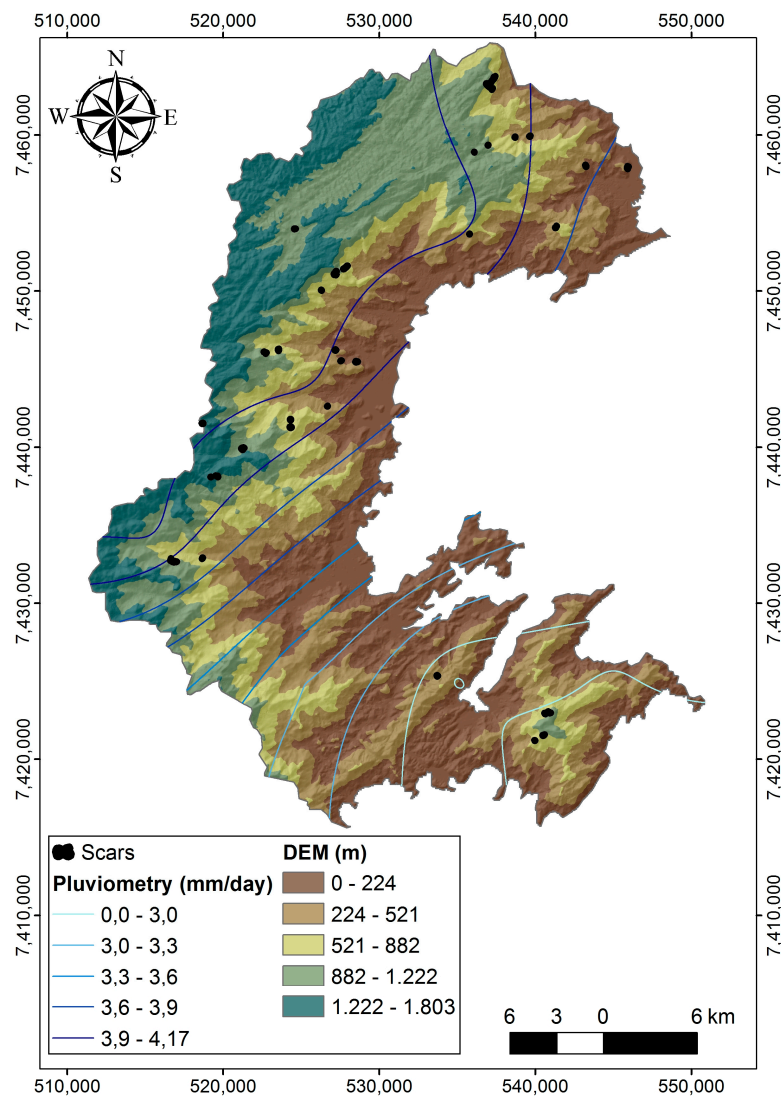 510,000 520,000 530,000 540,000 550,000
N
W E
S
7,460,000 7,460,000
7,450,000 7,450,000
7,440,000 7,440,000
7,430,000 7,430,000
7,420,000 7,420,000
7,410,000 7,410,000
Scars
Pluviometry (mm/day)
0,0 - 3,0
3,0 - 3,3
3,3 - 3,6
3,6 - 3,9
3,9 - 4,17
DEM (m)
0 - 224
224 - 521
521 - 882
882 - 1.222
1.222 - 1.803
6 3 0 6 km
510,000 520,000 530,000 540,000 550,000